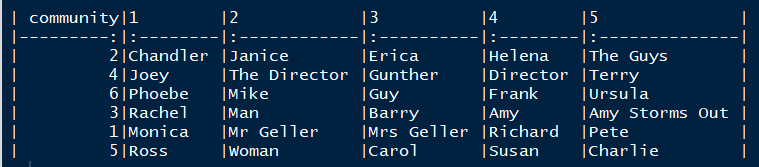 | community|1 |2 |3 |4 |5 |
|---------:|:--------|:------------|:----------|:--------|:--------------|
| 2|Chandler |Janice |Erica |Helena |The Guys |
| 4|Joey |The Director |Gunther |Director |Terry |
| 6|Phoebe |Mike |Guy |Frank |Ursula |
| 3|Rachel |Man |Barry |Amy |Amy Storms Out |
| 1|Monica |Mr Geller |Mrs Geller |Richard |Pete |
| 5|Ross |Woman |Carol |Susan |Charlie |